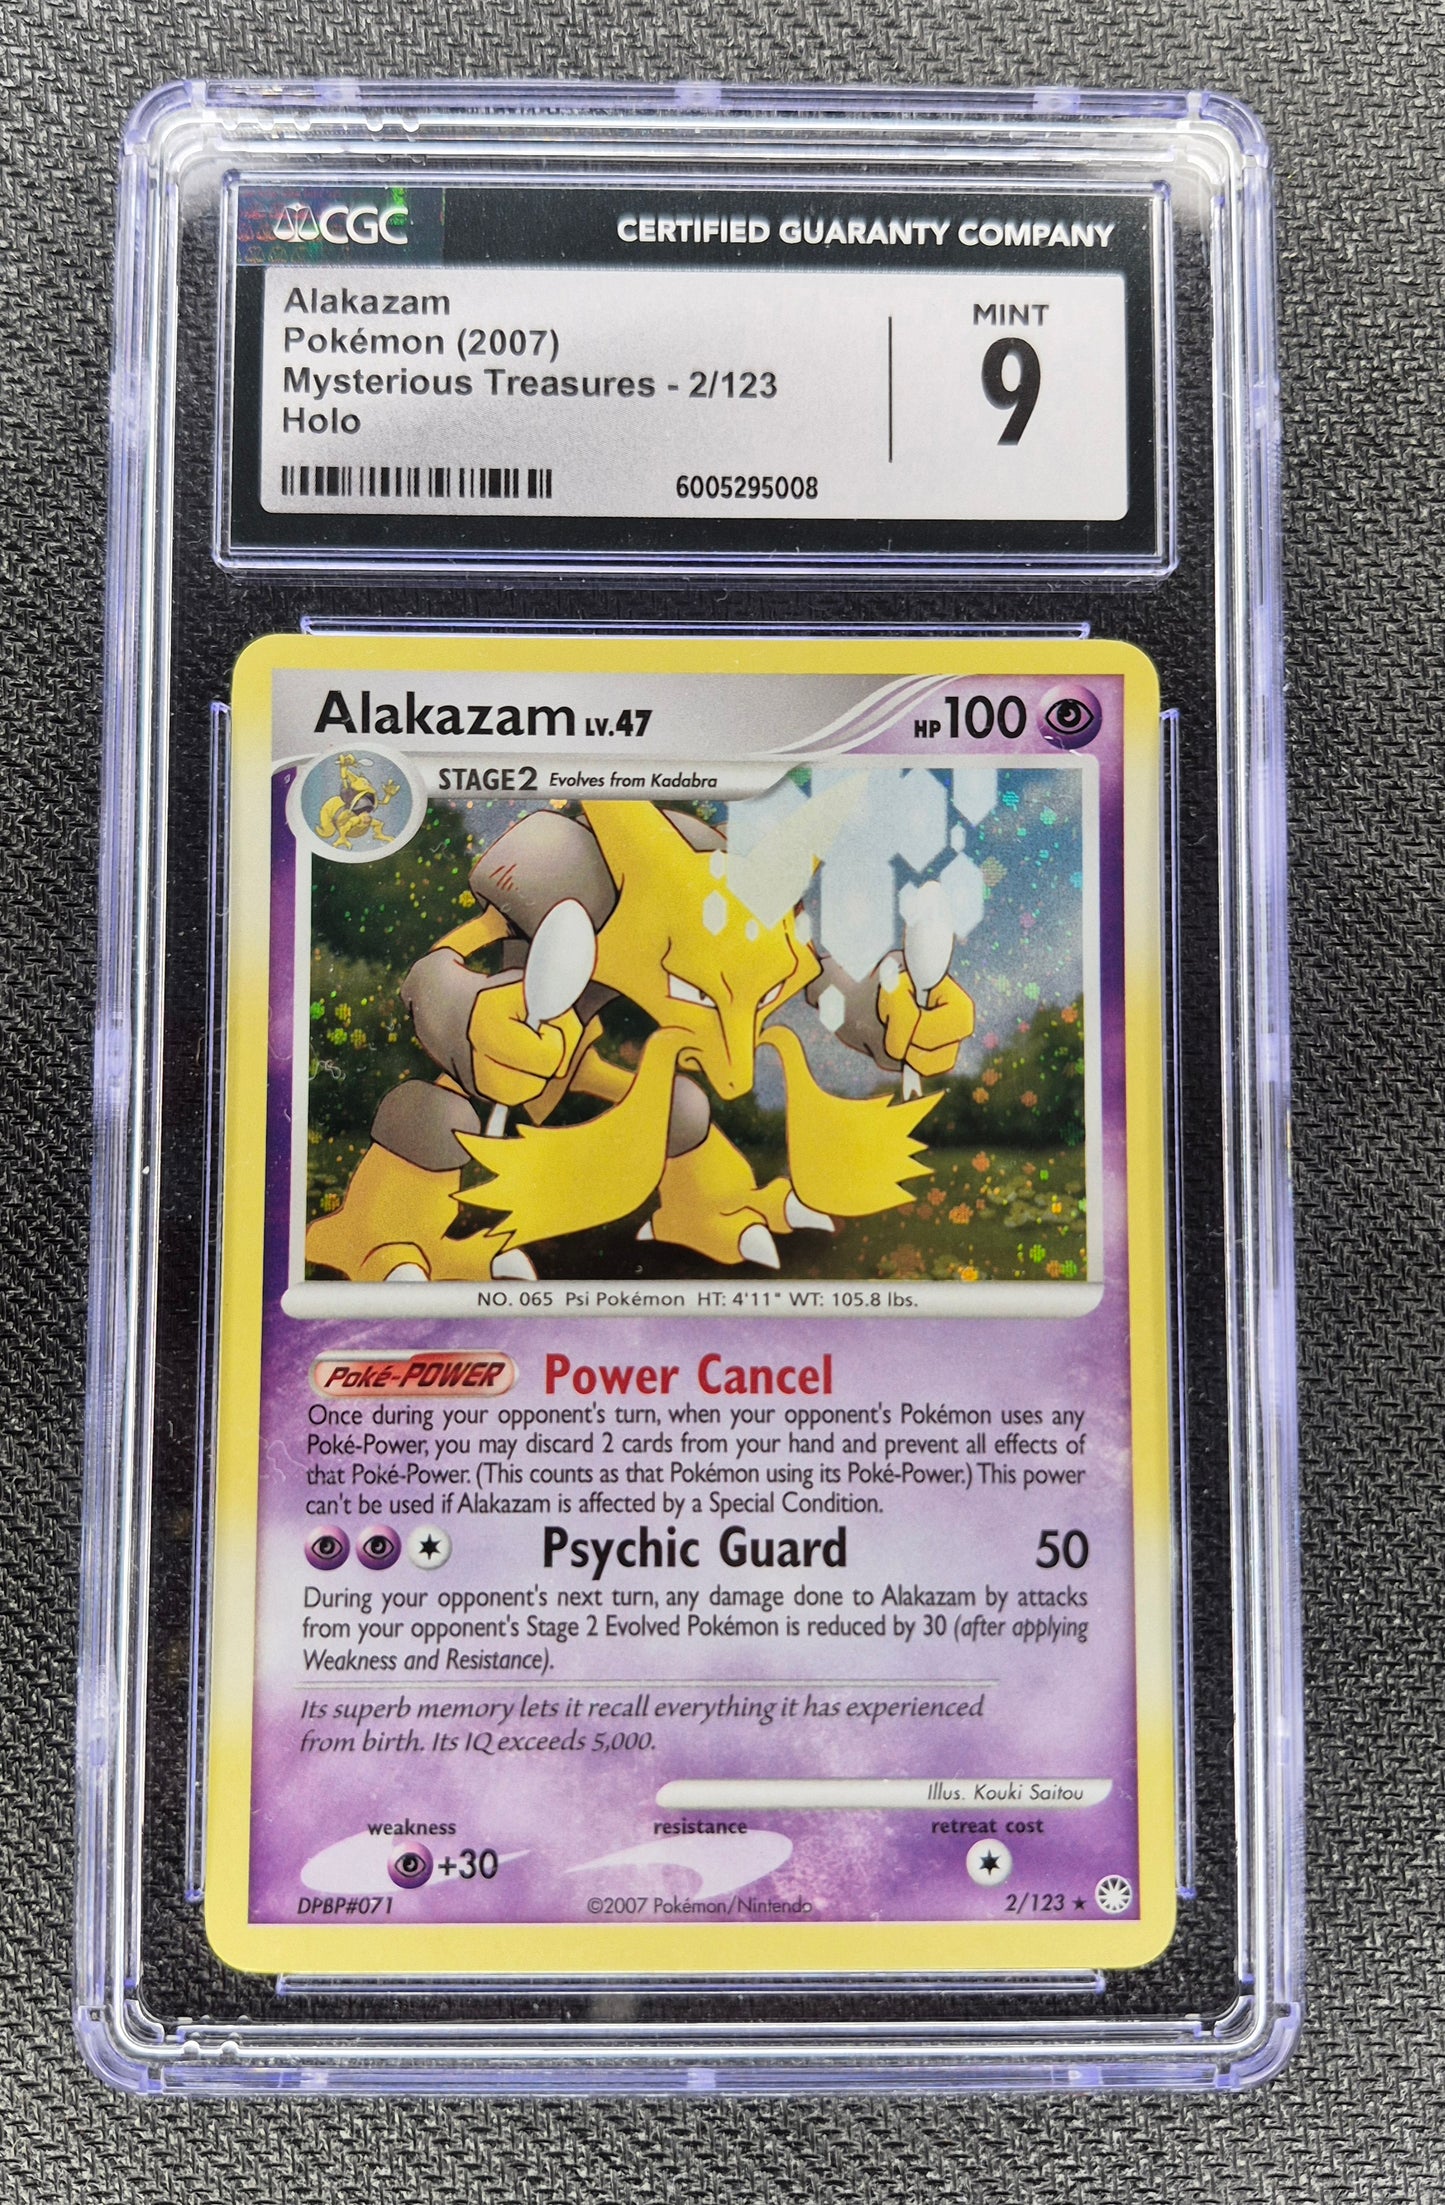 CGC
CERTIFIED GUARANTY COMPANY
Alakazam
Pokémon (2007)
Mysterious Treasures - 2/123
Holo
MINT
9
6005295008
Alakazam LV.47
HP 100
STAGE2 Evolves from Kadabra
NO. 065 Psi Pokémon HT: 4'11" WT: 105.8 lbs.
Poké-POWER Power Cancel
Once during your opponent's turn, when your opponent's Pokémon uses any
Poké-Power, you may discard 2 cards from your hand and prevent all effects of
that Poké-Power. (This counts as that Pokémon using its Poké-Power.) This power
can't be used if Alakazam is affected by a Special Condition.
Psychic Guard 50
During your opponent's next turn, any damage done to Alakazam by attacks
from your opponent's Stage 2 Evolved Pokémon is reduced by 30 (after applying
Weakness and Resistance).
Its superb memory lets it recall everything it has experienced
from birth. Its IQ exceeds 5,000.
Illus. Kouki Saitou
weakness resistance retreat cost
+30
DPBP#071 ©2007 Pokémon/Nintendo 2/123 ★